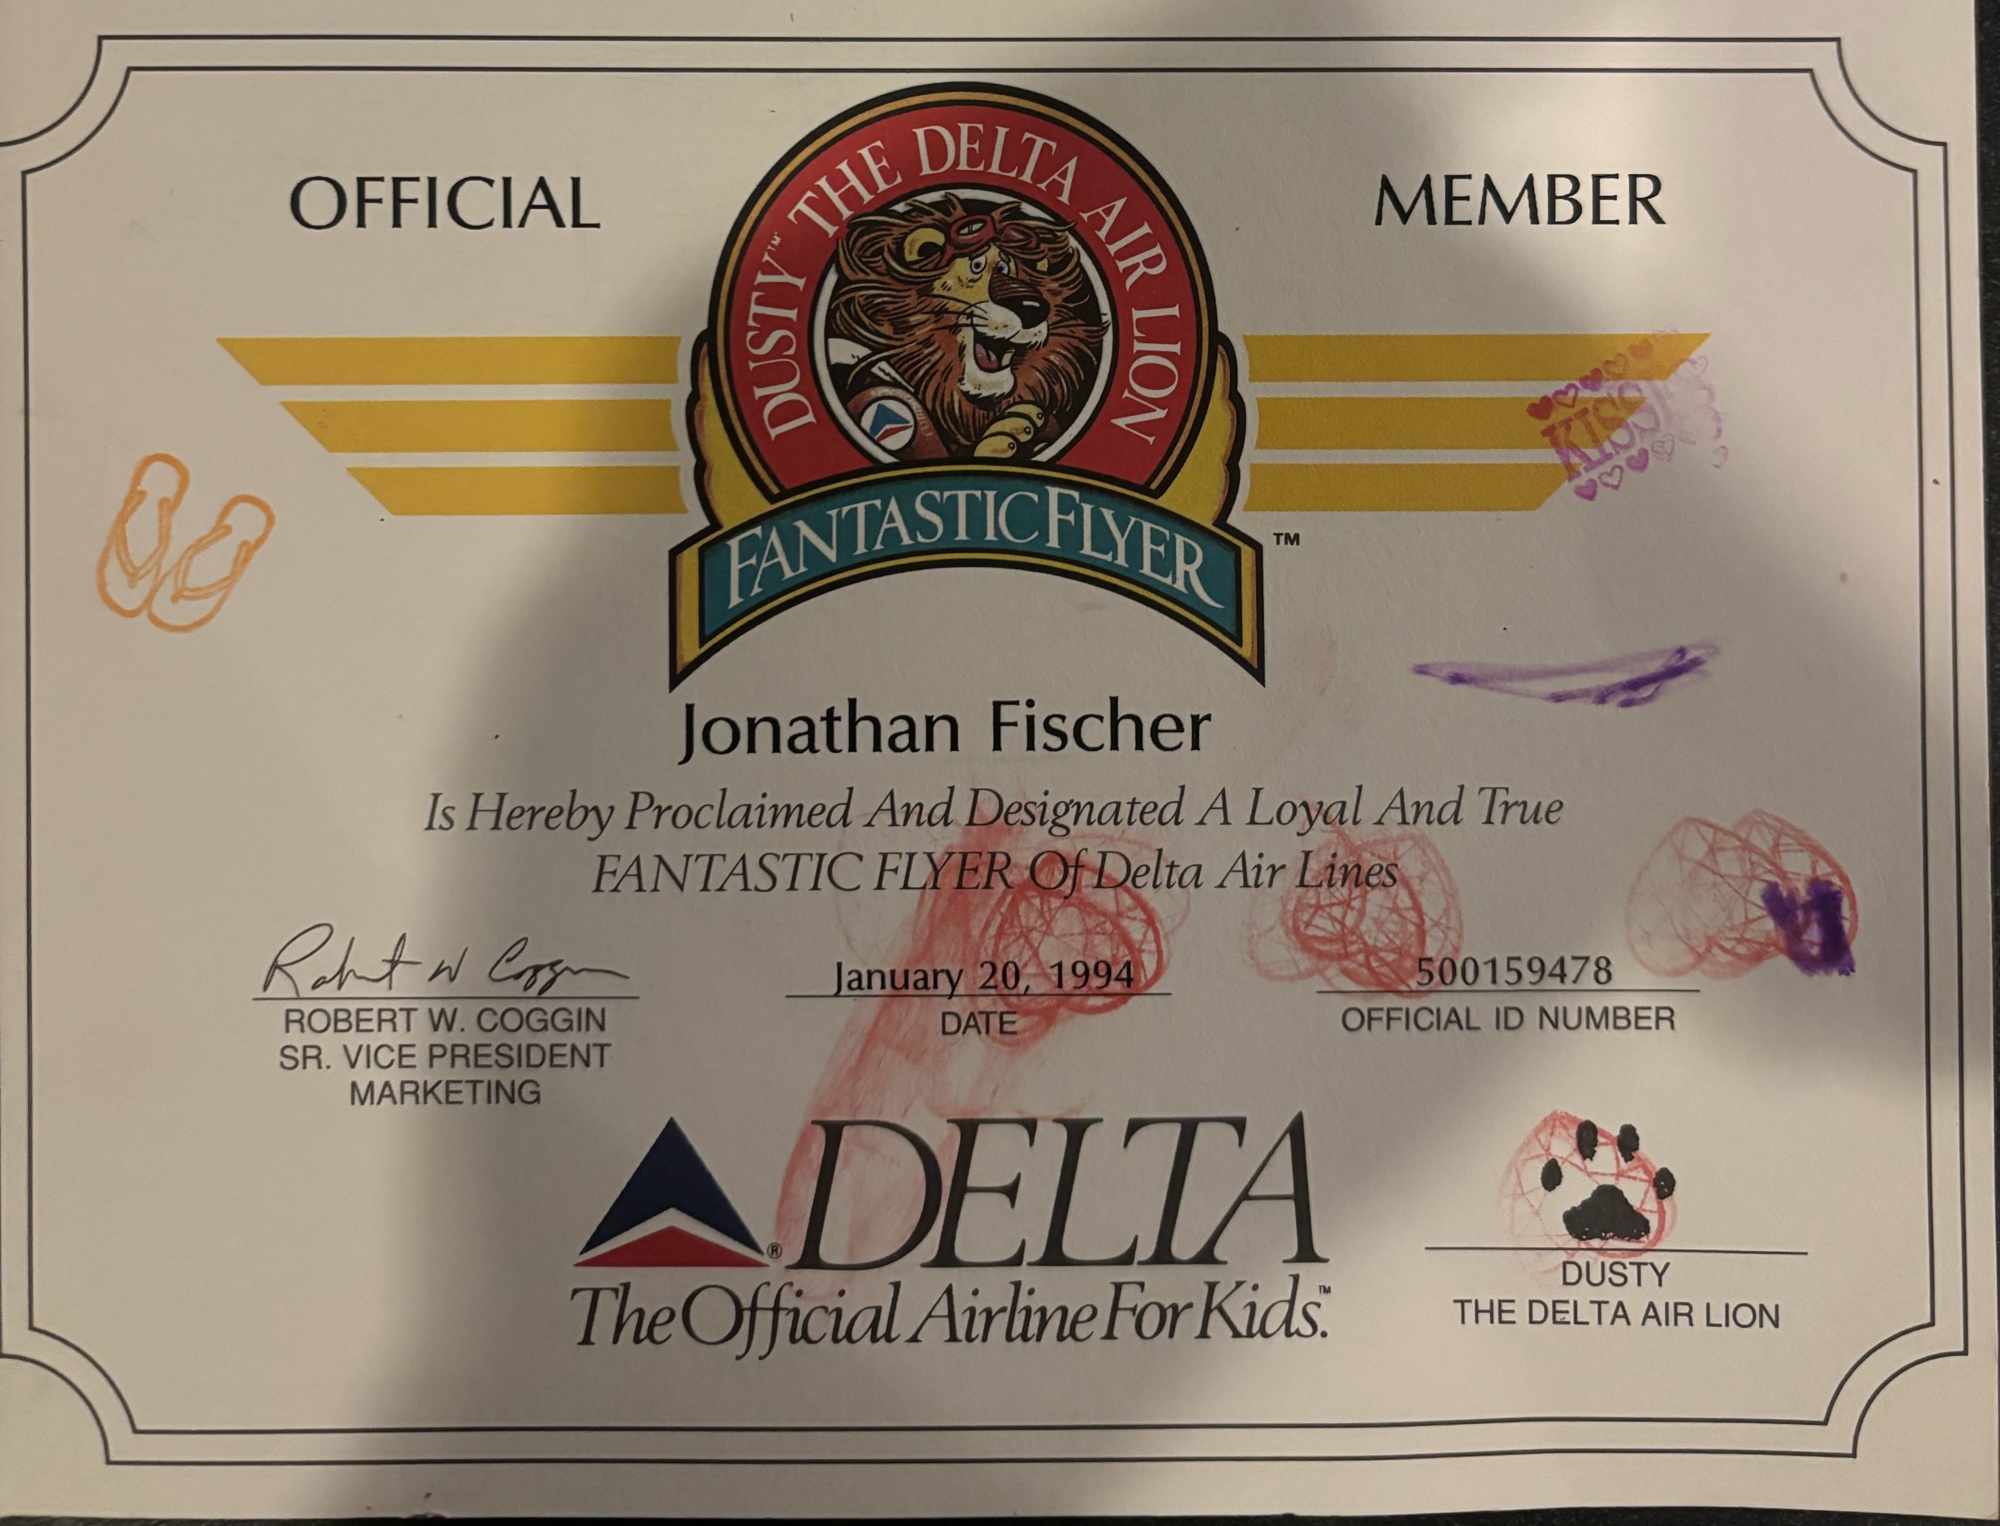 OFFICIAL
MEMBER
DUSTY™ THE DELTA AIR LION
FANTASTIC FLYER
™
KISS!
Jonathan Fischer
Is Hereby Proclaimed And Designated A Loyal And True
FANTASTIC FLYER Of Delta Air Lines
Robert W Coggin
ROBERT W. COGGIN
SR. VICE PRESIDENT
MARKETING
January 20, 1994
DATE
500159478
OFFICIAL ID NUMBER
® DELTA
The Official Airline For Kids.™
DUSTY
THE DELTA AIR LION